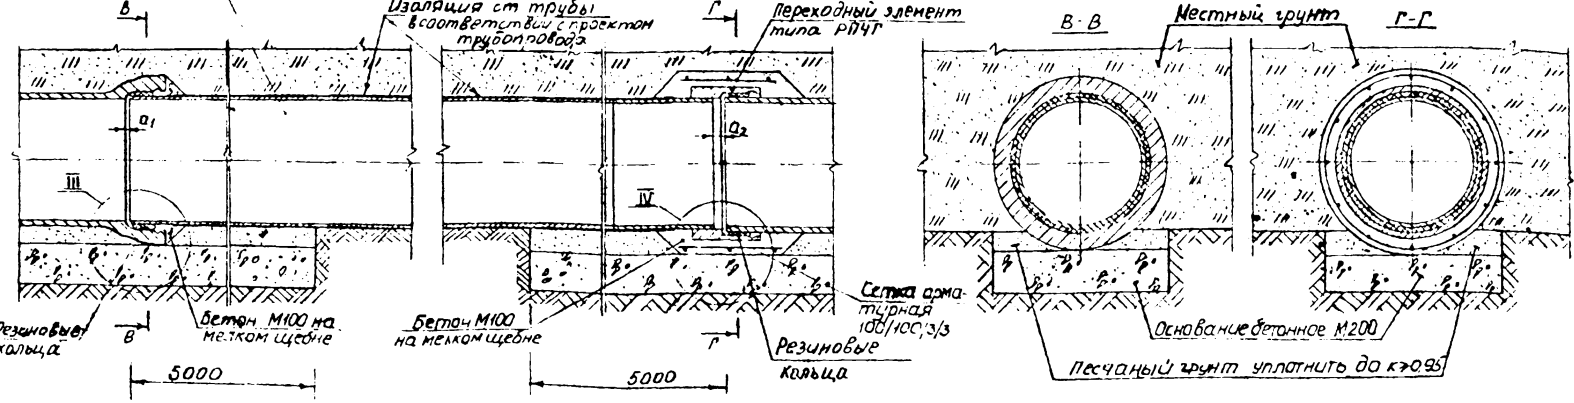 В
Изоляция ст трубы
в соответствии с проектом
трубопровода
Г
Переходный элемент
типа РПЧГ
В-В
Местный грунт
Г-Г
a1
a2
III
IV
Резиновые
кольца
В
Бетон М100 на
мелком щебне
Бетон М100
на мелком щебне
Г
Сетка арма-
турная
100/100/3/3
Резиновые
кольца
Основание бетонное М200
Песчаный грунт уплотнить до к>0,95
5000
5000